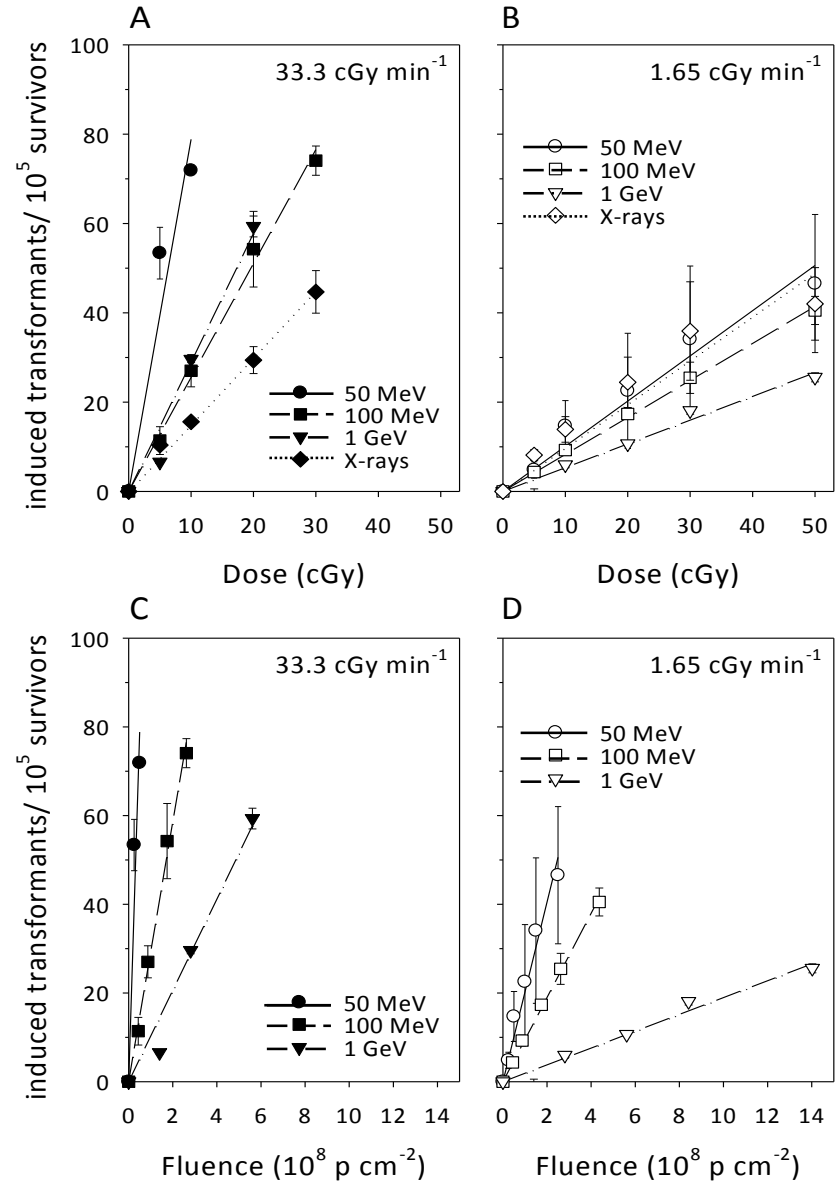 A
B
33.3 cGy min⁻¹
1.65 cGy min⁻¹
induced transformants/ 10⁵ survivors
100
80
60
40
20
0
50 MeV
100 MeV
1 GeV
X-rays
50 MeV
100 MeV
1 GeV
X-rays
0 10 20 30 40 50
0 10 20 30 40 50
Dose (cGy)
Dose (cGy)
C
D
33.3 cGy min⁻¹
1.65 cGy min⁻¹
induced transformants/ 10⁵ survivors
100
80
60
40
20
0
50 MeV
100 MeV
1 GeV
50 MeV
100 MeV
1 GeV
0 2 4 6 8 10 12 14
0 2 4 6 8 10 12 14
Fluence (10⁸ p cm⁻²)
Fluence (10⁸ p cm⁻²)